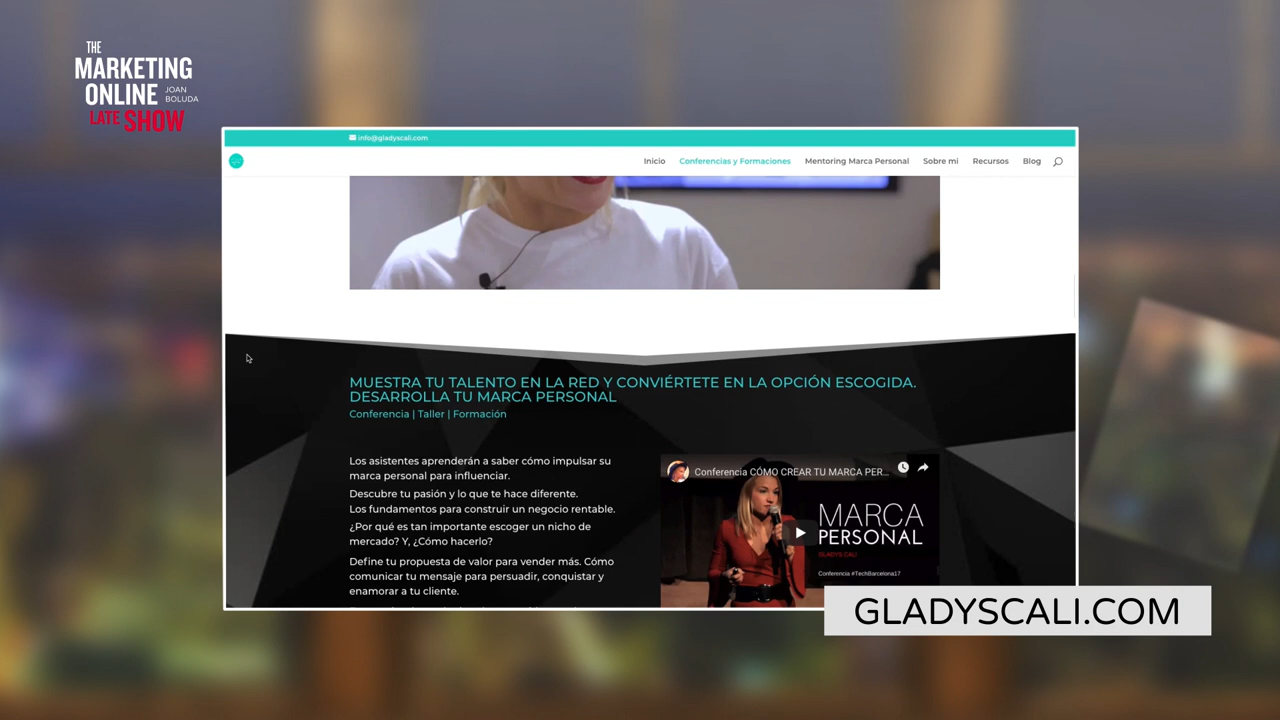 THE
MARKETING
ONLINE JOAN BOLUDA
LATE SHOW
info@gladyscali.com
Inicio Conferencias y Formaciones Mentoring Marca Personal Sobre mi Recursos Blog
MUESTRA TU TALENTO EN LA RED Y CONVIÉRTETE EN LA OPCIÓN ESCOGIDA.
DESARROLLA TU MARCA PERSONAL
Conferencia | Taller | Formación
Los asistentes aprenderán a saber cómo impulsar su
marca personal para influenciar.
Descubre tu pasión y lo que te hace diferente.
Los fundamentos para construir un negocio rentable.
¿Por qué es tan importante escoger un nicho de
mercado? Y, ¿Cómo hacerlo?
Define tu propuesta de valor para vender más. Cómo
comunicar tu mensaje para persuadir, conquistar y
enamorar a tu cliente.
Conferencia CÓMO CREAR TU MARCA PER...
MARCA
PERSONAL
GLADYS CALI
Conferencia #TechBarcelona17
GLADYSCALI.COM